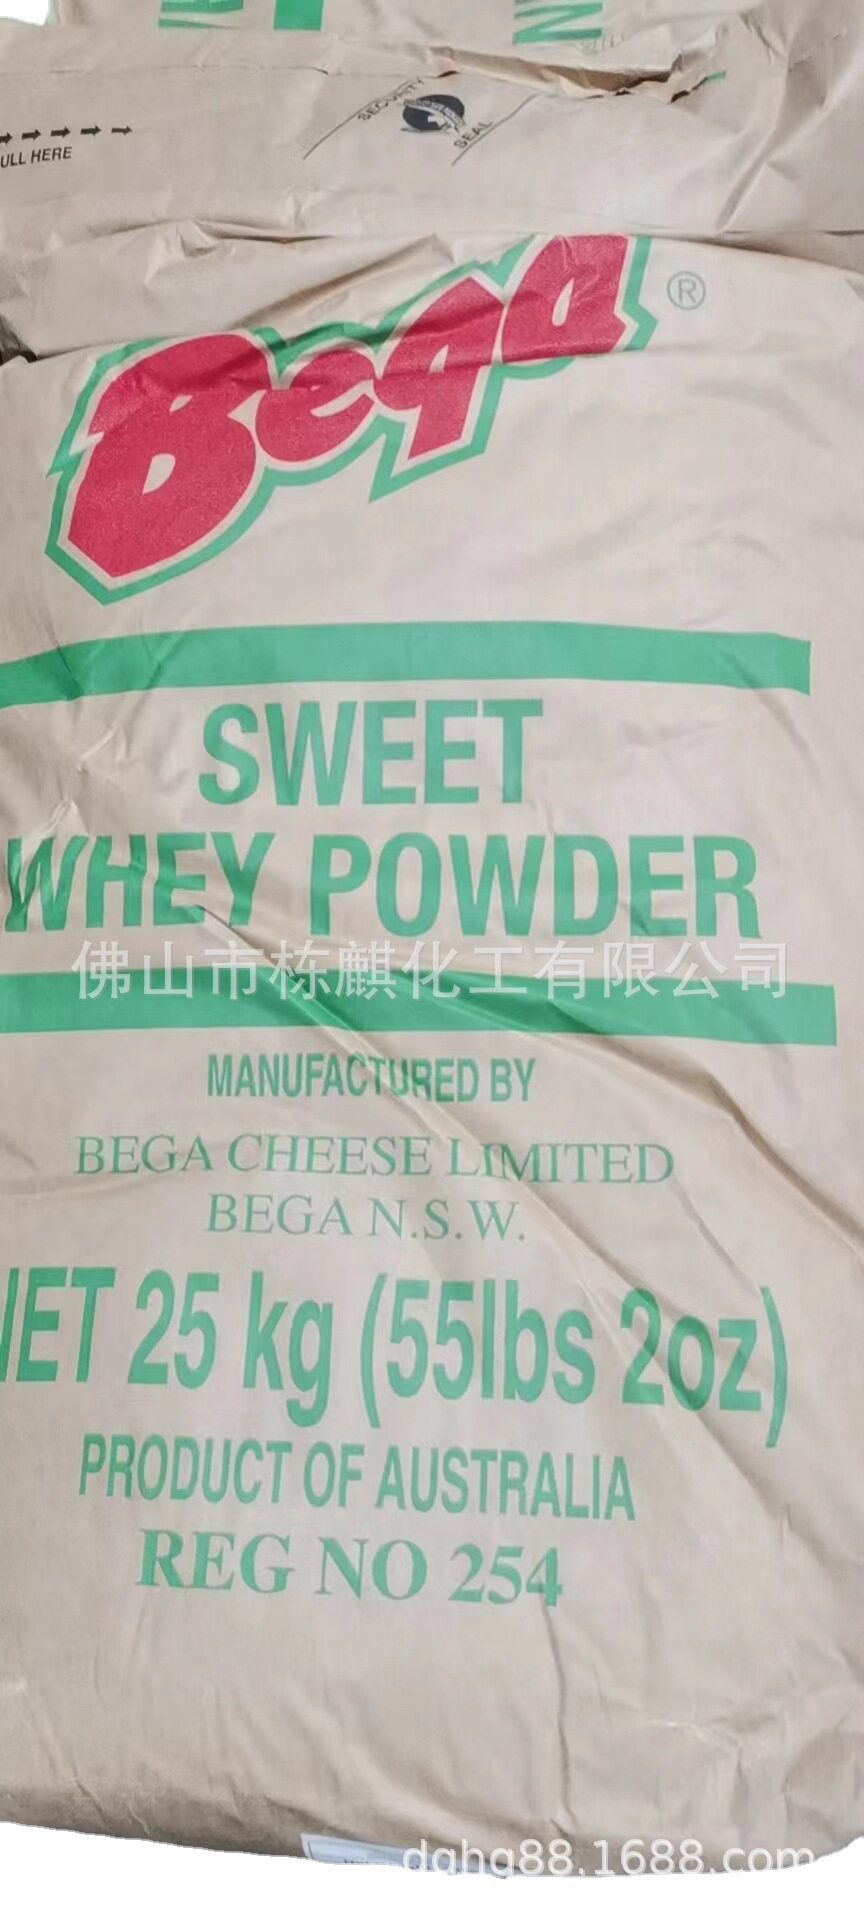 ULL HERE
SECURITY
SEAL
Bega ®
SWEET
WHEY POWDER
佛山市栋麒化工有限公司
MANUFACTURED BY
BEGA CHEESE LIMITED
BEGA N.S.W.
NET 25 kg (55lbs 2oz)
PRODUCT OF AUSTRALIA
REG NO 254
dqhg88.1688.com